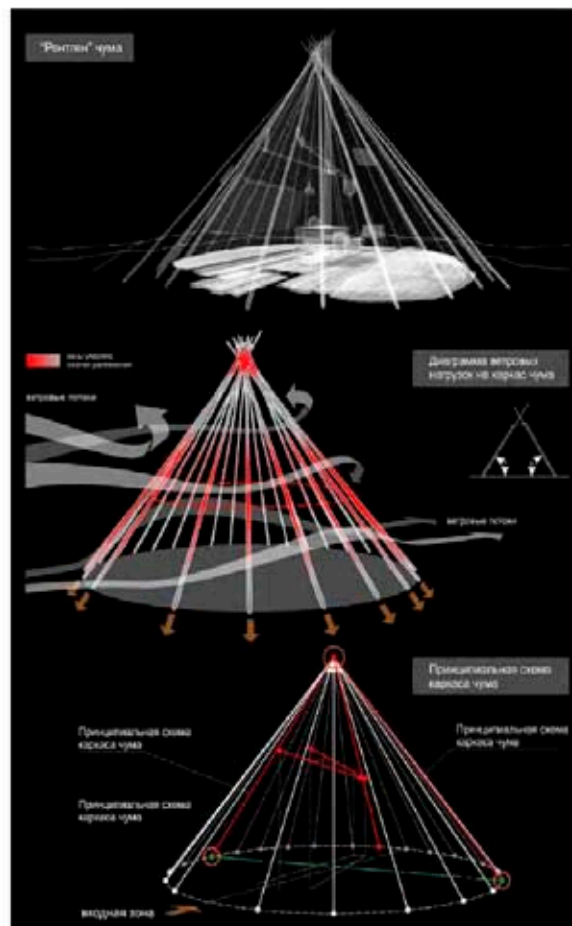 "Рентген" чума
Диаграмма ветровых
нагрузок на каркас чума
ветровые потоки
ветровые потоки
Принципиальная схема
каркаса чума
Принципиальная схема
каркаса чума
Принципиальная схема
каркаса чума
Принципиальная схема
каркаса чума
входная зона